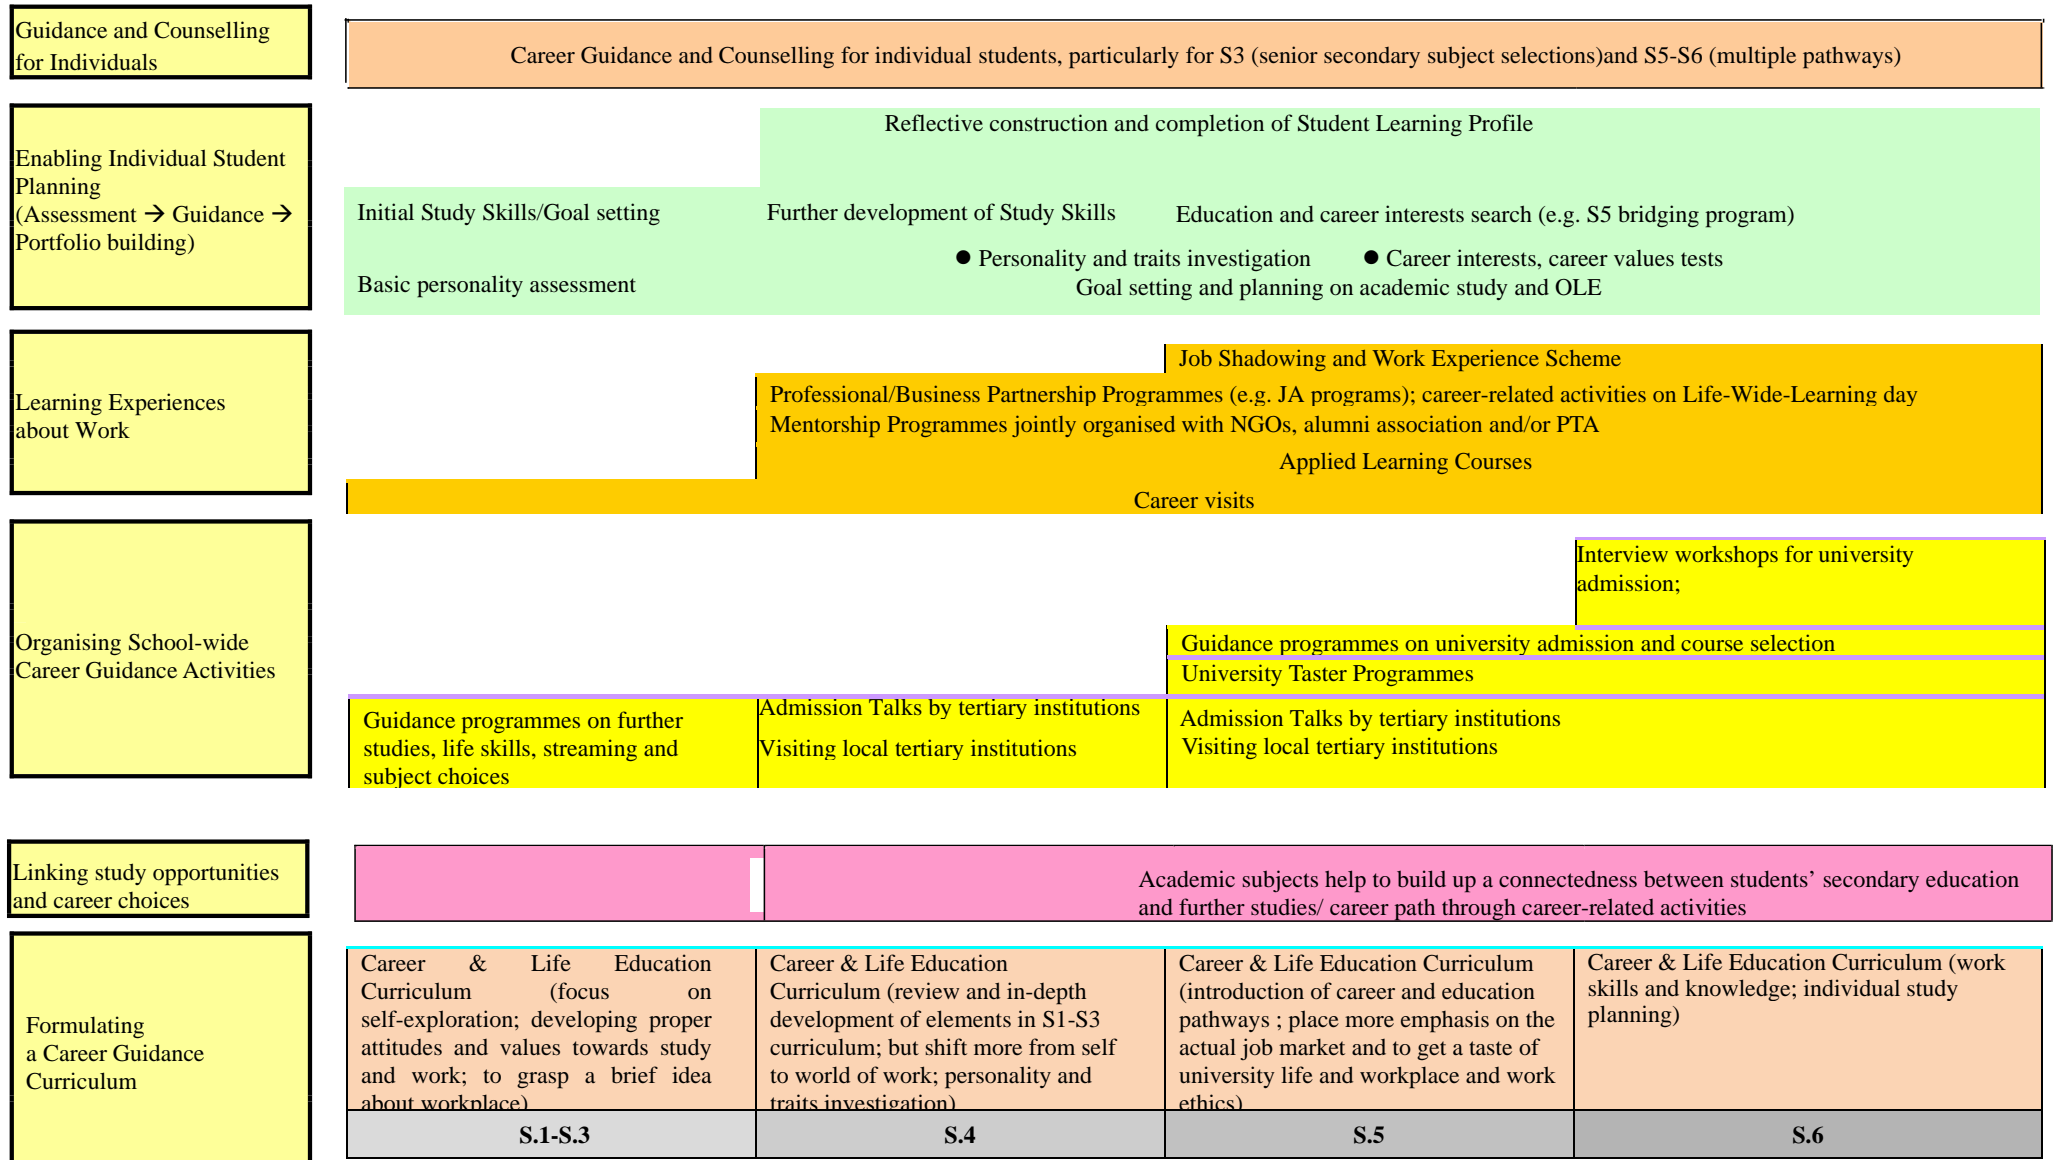 Guidance and Counselling
for Individuals
Career Guidance and Counselling for individual students, particularly for S3 (senior secondary subject selections)and S5-S6 (multiple pathways)
Enabling Individual Student
Planning
(Assessment → Guidance →
Portfolio building)
Reflective construction and completion of Student Learning Profile
Initial Study Skills/Goal setting
Further development of Study Skills
Education and career interests search (e.g. S5 bridging program)
● Personality and traits investigation
● Career interests, career values tests
Basic personality assessment
Goal setting and planning on academic study and OLE
Learning Experiences
about Work
Job Shadowing and Work Experience Scheme
Professional/Business Partnership Programmes (e.g. JA programs); career-related activities on Life-Wide-Learning day
Mentorship Programmes jointly organised with NGOs, alumni association and/or PTA
Applied Learning Courses
Career visits
Organising School-wide
Career Guidance Activities
Interview workshops for university
admission;
Guidance programmes on university admission and course selection
University Taster Programmes
Guidance programmes on further
studies, life skills, streaming and
subject choices
Admission Talks by tertiary institutions
Visiting local tertiary institutions
Admission Talks by tertiary institutions
Visiting local tertiary institutions
Linking study opportunities
and career choices
Academic subjects help to build up a connectedness between students’ secondary education
and further studies/ career path through career-related activities
Formulating
a Career Guidance
Curriculum
Career & Life Education
Curriculum (focus on
self-exploration; developing proper
attitudes and values towards study
and work; to grasp a brief idea
about workplace)
Career & Life Education
Curriculum (review and in-depth
development of elements in S1-S3
curriculum; but shift more from self
to world of work; personality and
traits investigation)
Career & Life Education Curriculum
(introduction of career and education
pathways ; place more emphasis on the
actual job market and to get a taste of
university life and workplace and work
ethics)
Career & Life Education Curriculum (work
skills and knowledge; individual study
planning)
S.1-S.3
S.4
S.5
S.6